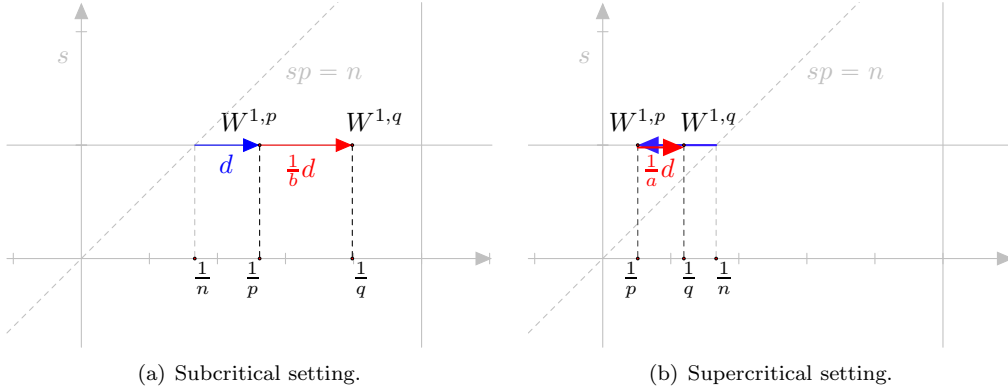 s
sp = n
W^{1,p}
W^{1,q}
d
\frac{1}{b}d
\frac{1}{n}
\frac{1}{p}
\frac{1}{q}
(a) Subcritical setting.
s
sp = n
W^{1,p}
W^{1,q}
\frac{1}{a}d
\frac{1}{p}
\frac{1}{q}
\frac{1}{n}
(b) Supercritical setting.